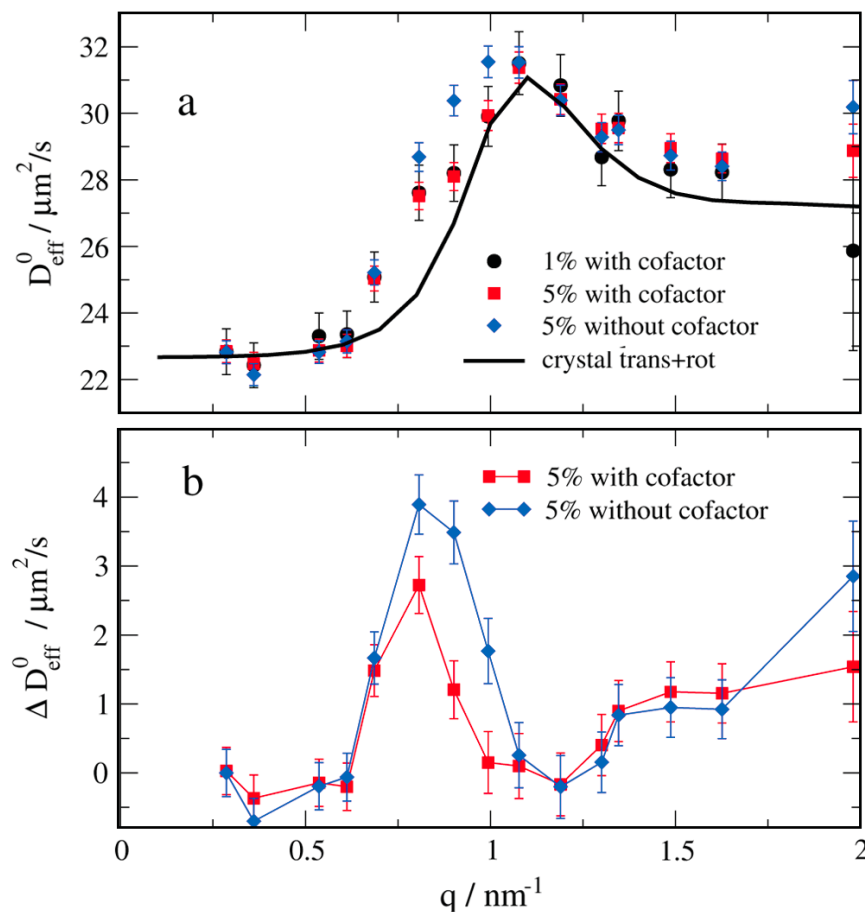 32
30
28
26
24
22
D⁰eff / μm²/s
a
1% with cofactor
5% with cofactor
5% without cofactor
crystal trans+rot
4
3
2
1
0
Δ D⁰eff / μm²/s
b
5% with cofactor
5% without cofactor
0 0.5 1 1.5 2
q / nm⁻¹